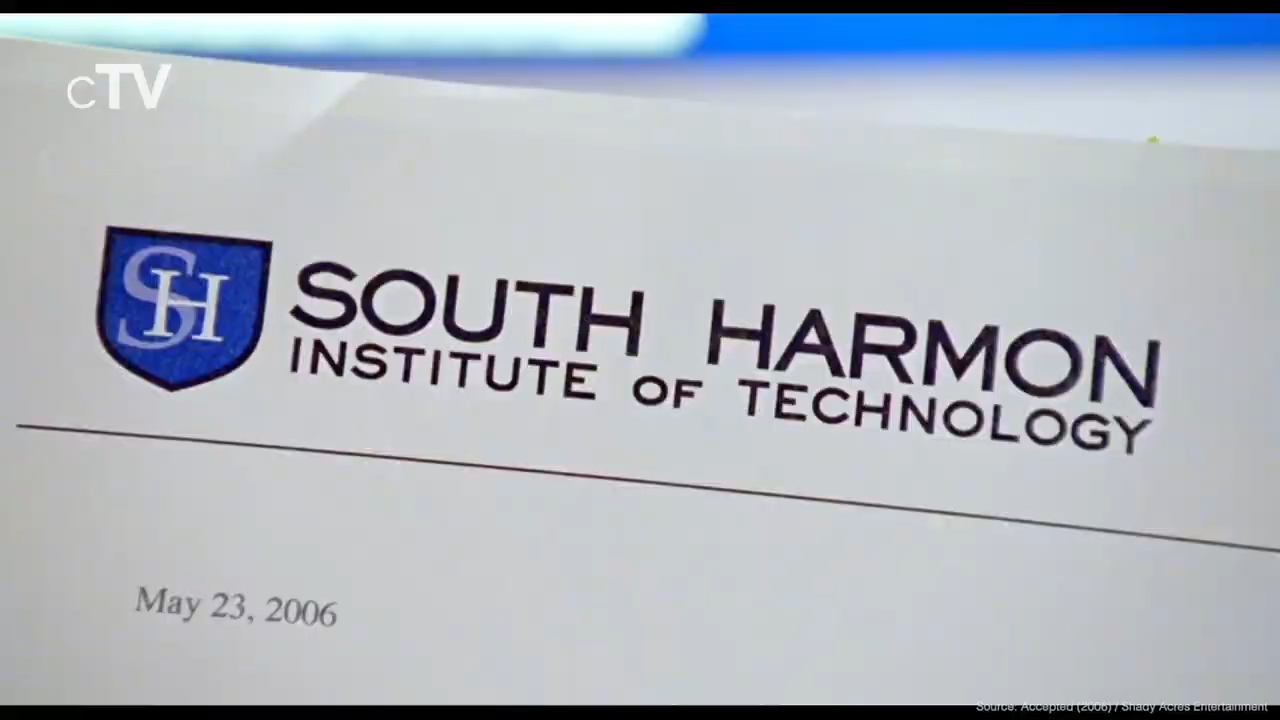 cTV
SH
SOUTH HARMON
INSTITUTE OF TECHNOLOGY
May 23, 2006
Source: Accepted (2006) / Shady Acres Entertainment